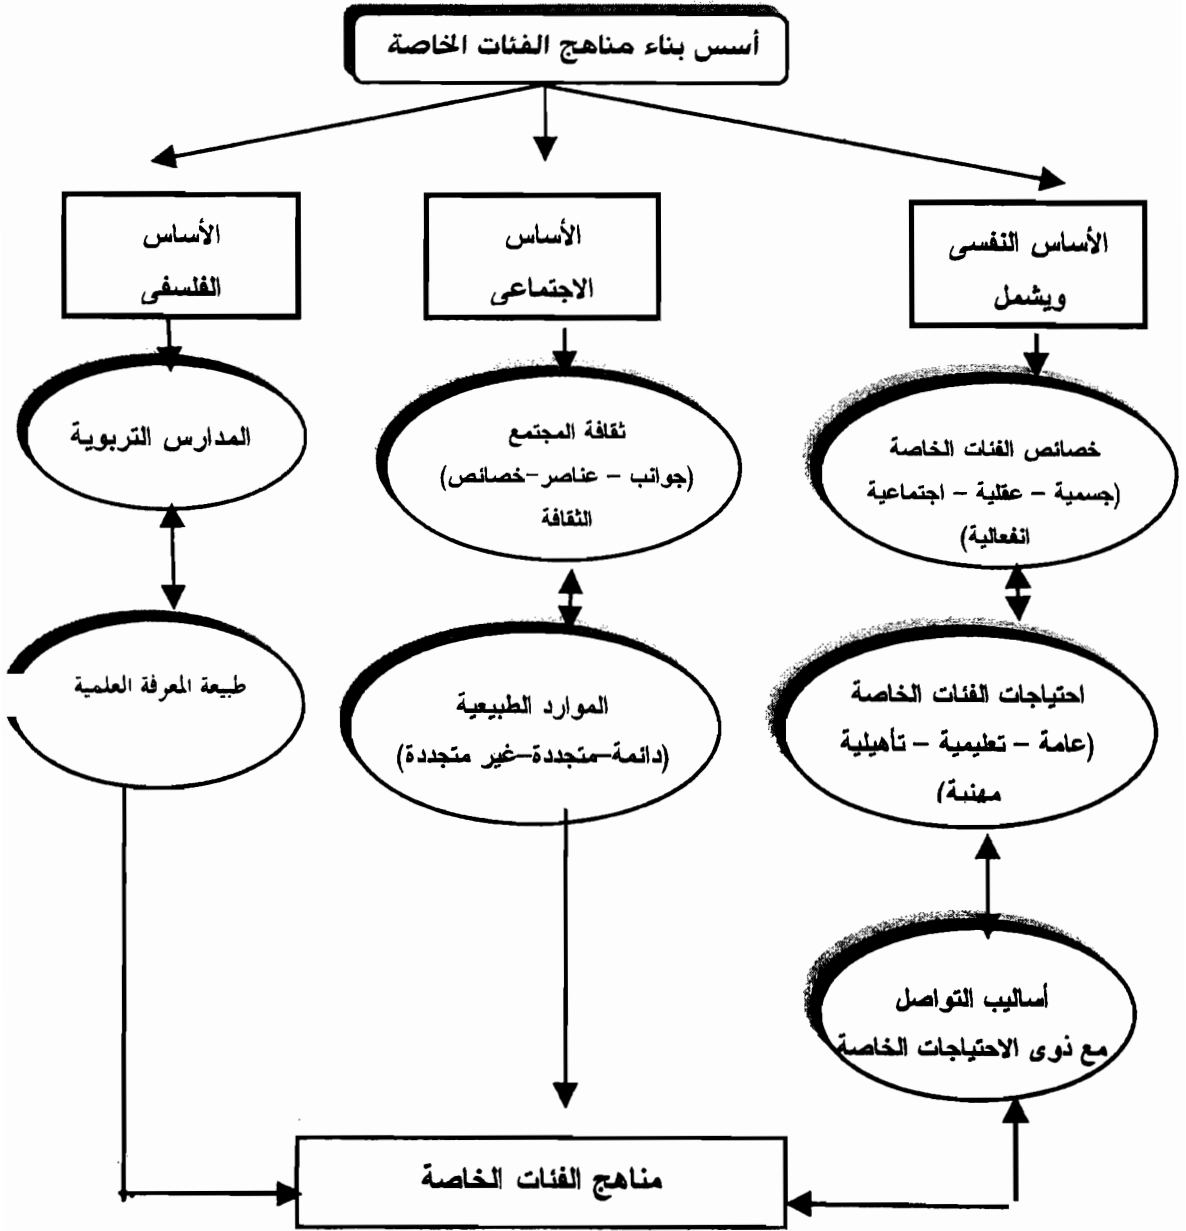 أسس بناء مناهج الفئات الخاصة
الأساس النفسى
ويشمل
الأساس
الاجتماعى
الأساس
الفلسفى
خصائص الفئات الخاصة
(جسمية – عقلية – اجتماعية
انفعالية)
ثقافة المجتمع
(جوانب – عناصر–خصائص)
الثقافة
المدارس التربوية
احتياجات الفئات الخاصة
(عامة – تعليمية – تأهيلية
مهنية)
الموارد الطبيعية
(دائمة–متجددة–غير متجددة)
طبيعة المعرفة العلمية
أساليب التواصل
مع ذوى الاحتياجات الخاصة
مناهج الفئات الخاصة